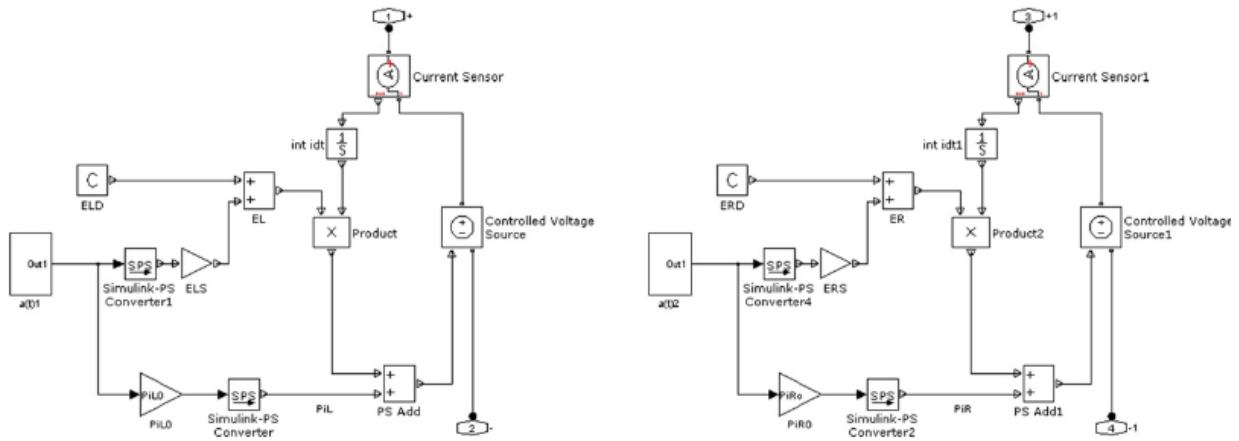 1
+
Current Sensor
A
int idt
1
S
C
ELD
+
+
EL
×
Product
+
−
Controlled Voltage
Source
Out1
a(t)1
SPS
Simulink-PS
Converter1
ELS
PiL0
PiL0
SPS
Simulink-PS
Converter
PiL
+
+
PS Add
2
-
3
+1
Current Sensor1
A
int idt1
1
S
C
ERD
+
+
ER
×
Product2
+
−
Controlled Voltage
Source1
Out1
a(t)2
SPS
Simulink-PS
Converter4
ERS
PiRo
PiR0
SPS
Simulink-PS
Converter2
PiR
+
+
PS Add1
4
-1